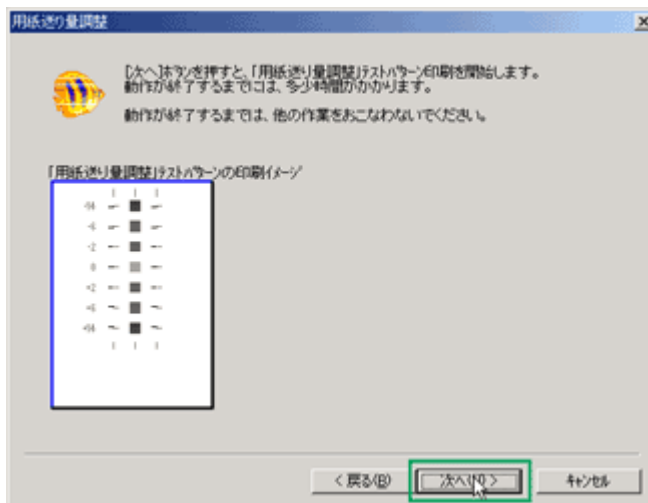 用紙送り量調整
[次へ]ボタンを押すと、「用紙送り量調整」テストパターン印刷を開始します。
動作が終了するまでには、多少時間がかかります。
動作が終了するまでは、他の作業をおこなわないでください。
「用紙送り量調整」テストパターンの印刷イメージ
-6
-2
0
+2
+6
< 戻る(B)
次へ(N) >
キャンセル